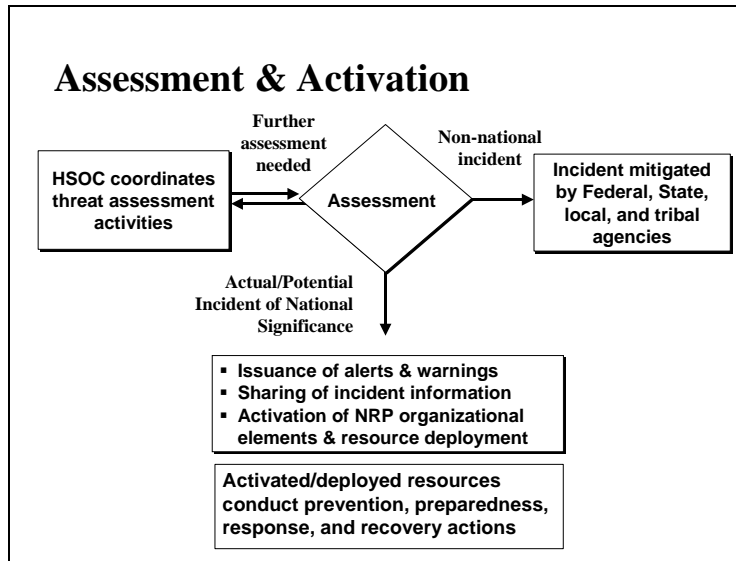 Assessment & Activation
Further
assessment
needed
Non-national
incident
HSOC coordinates
threat assessment
activities
Assessment
Incident mitigated
by Federal, State,
local, and tribal
agencies
Actual/Potential
Incident of National
Significance
▪ Issuance of alerts & warnings
▪ Sharing of incident information
▪ Activation of NRP organizational
elements & resource deployment
Activated/deployed resources
conduct prevention, preparedness,
response, and recovery actions